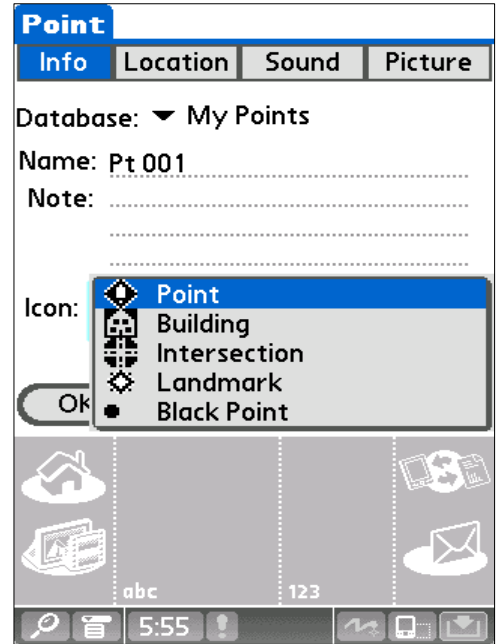 Point
Info Location Sound Picture
Database: My Points
Name: Pt 001
Note:
Icon:
Point
Building
Intersection
Landmark
Black Point
OK
abc 123
5:55